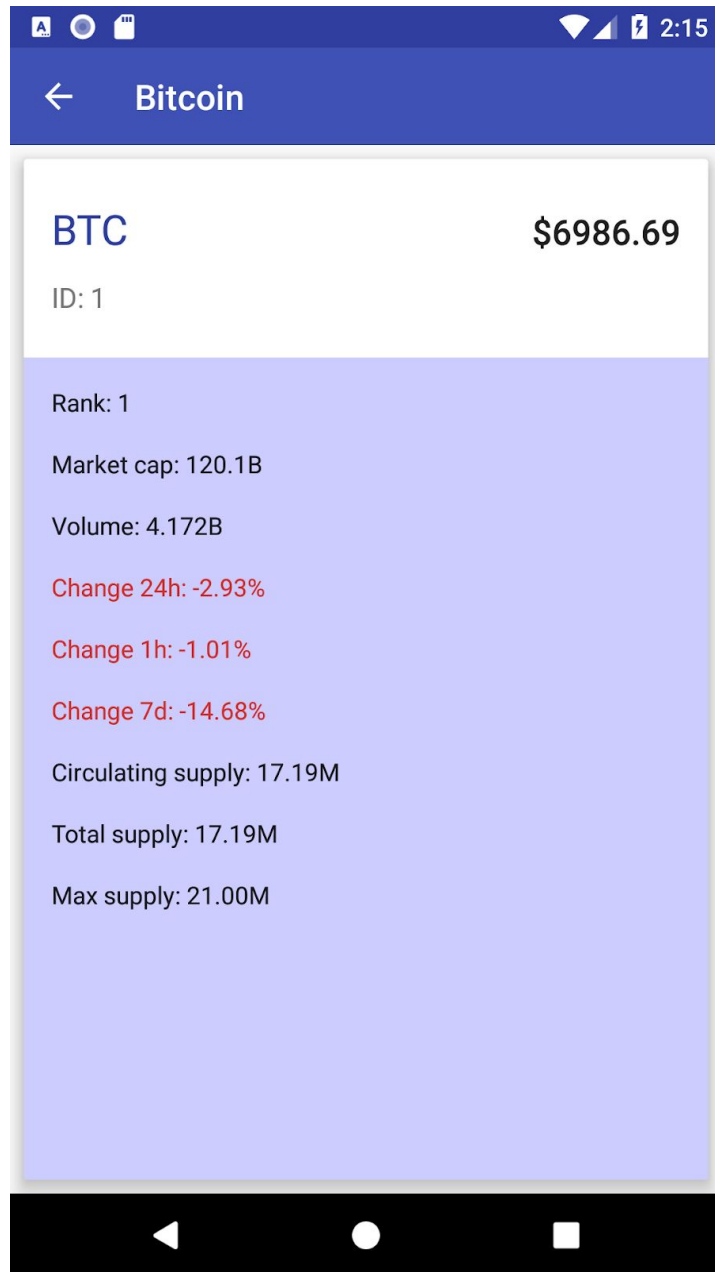 2:15
Bitcoin
BTC
$6986.69
ID: 1
Rank: 1
Market cap: 120.1B
Volume: 4.172B
Change 24h: -2.93%
Change 1h: -1.01%
Change 7d: -14.68%
Circulating supply: 17.19M
Total supply: 17.19M
Max supply: 21.00M